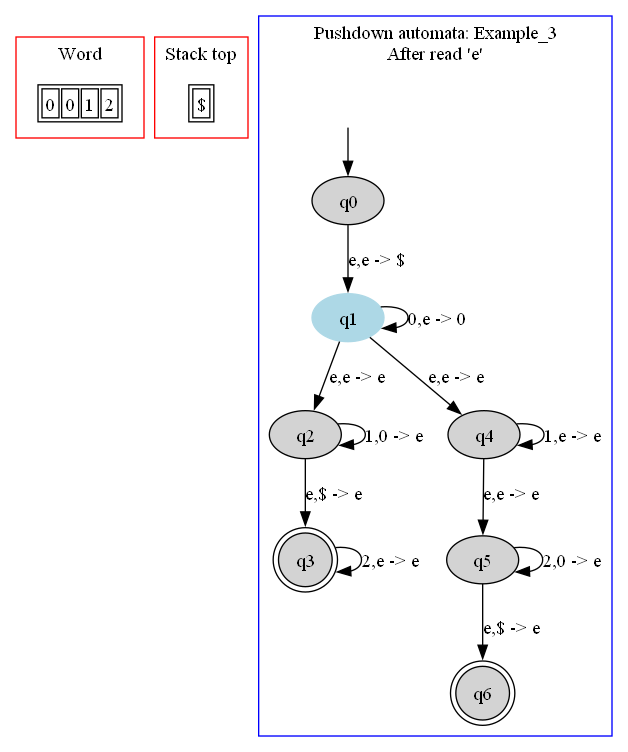 Word
0 0 1 2
Stack top
$
Pushdown automata: Example_3
After read 'e'
q0
e,e -> $
q1
0,e -> 0
e,e -> e
e,e -> e
q2
1,0 -> e
q4
1,e -> e
e,$ -> e
e,e -> e
q3
2,e -> e
q5
2,0 -> e
e,$ -> e
q6